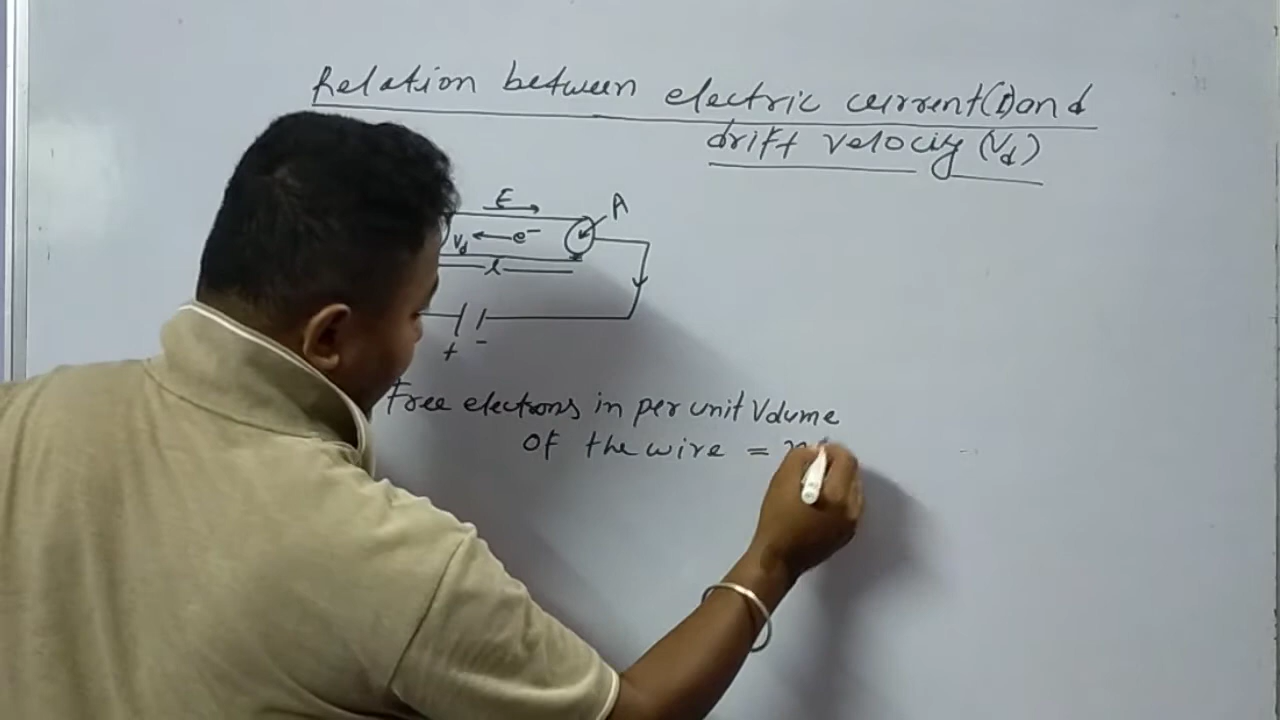 Relation between electric current (I) and
drift velocity (Vd)
E
A
Vd
e-
l
+ -
Free electrons in per unit Volume
of the wire =